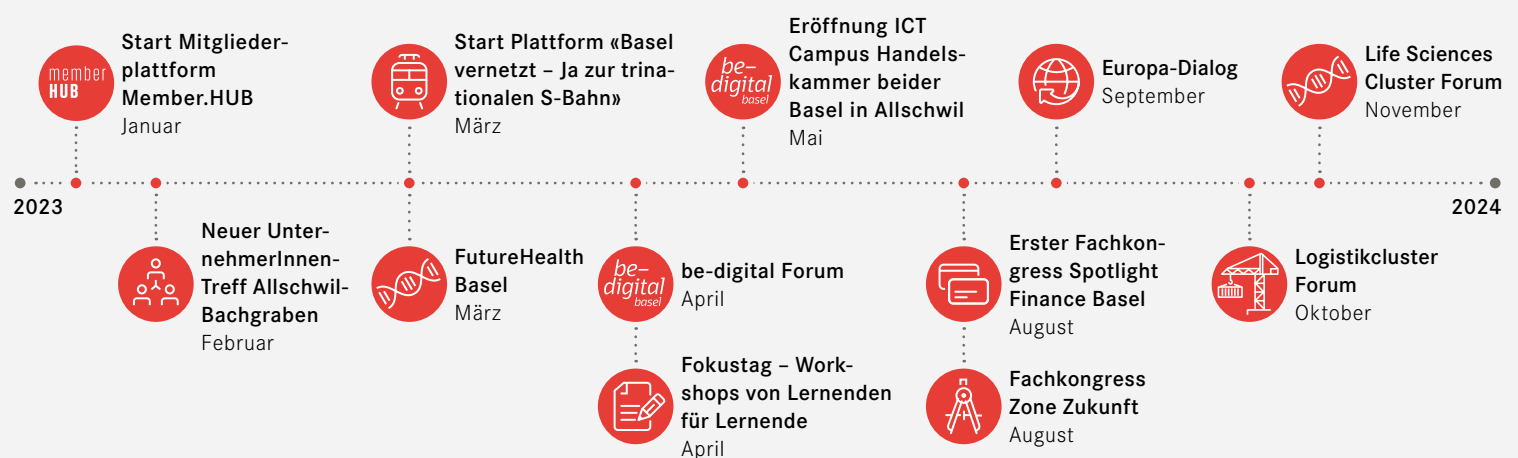 member
HUB
Start Mitglieder-
plattform
Member.HUB
Januar
Start Plattform «Basel
vernetzt – Ja zur trina-
tionalen S-Bahn»
März
be-
digital
basel
Eröffnung ICT
Campus Handels-
kammer beider
Basel in Allschwil
Mai
Europa-Dialog
September
Life Sciences
Cluster Forum
November
2023
2024
Neuer Unter-
nehmerInnen-
Treff Allschwil-
Bachgraben
Februar
FutureHealth
Basel
März
be-
digital
basel
be-digital Forum
April
Fokustag – Work-
shops von Lernenden
für Lernende
April
Erster Fachkon-
gress Spotlight
Finance Basel
August
Fachkongress
Zone Zukunft
August
Logistikcluster
Forum
Oktober